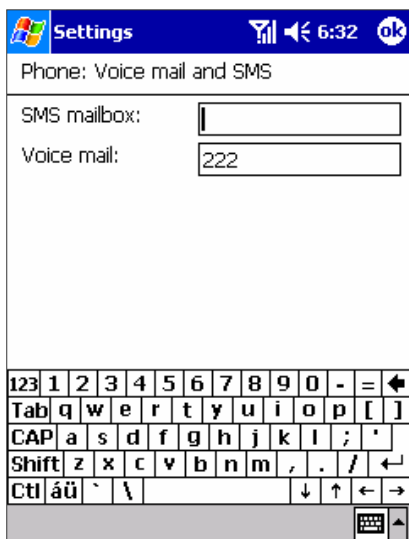 Settings 6:32 ok
Phone: Voice mail and SMS
SMS mailbox:
Voice mail: 222
123 1 2 3 4 5 6 7 8 9 0 - = ←
Tab q w e r t y u i o p [ ]
CAP a s d f g h j k l ; '
Shift z x c v b n m , . / ↵
Ctl áü ` \ ↓ ↑ ← →